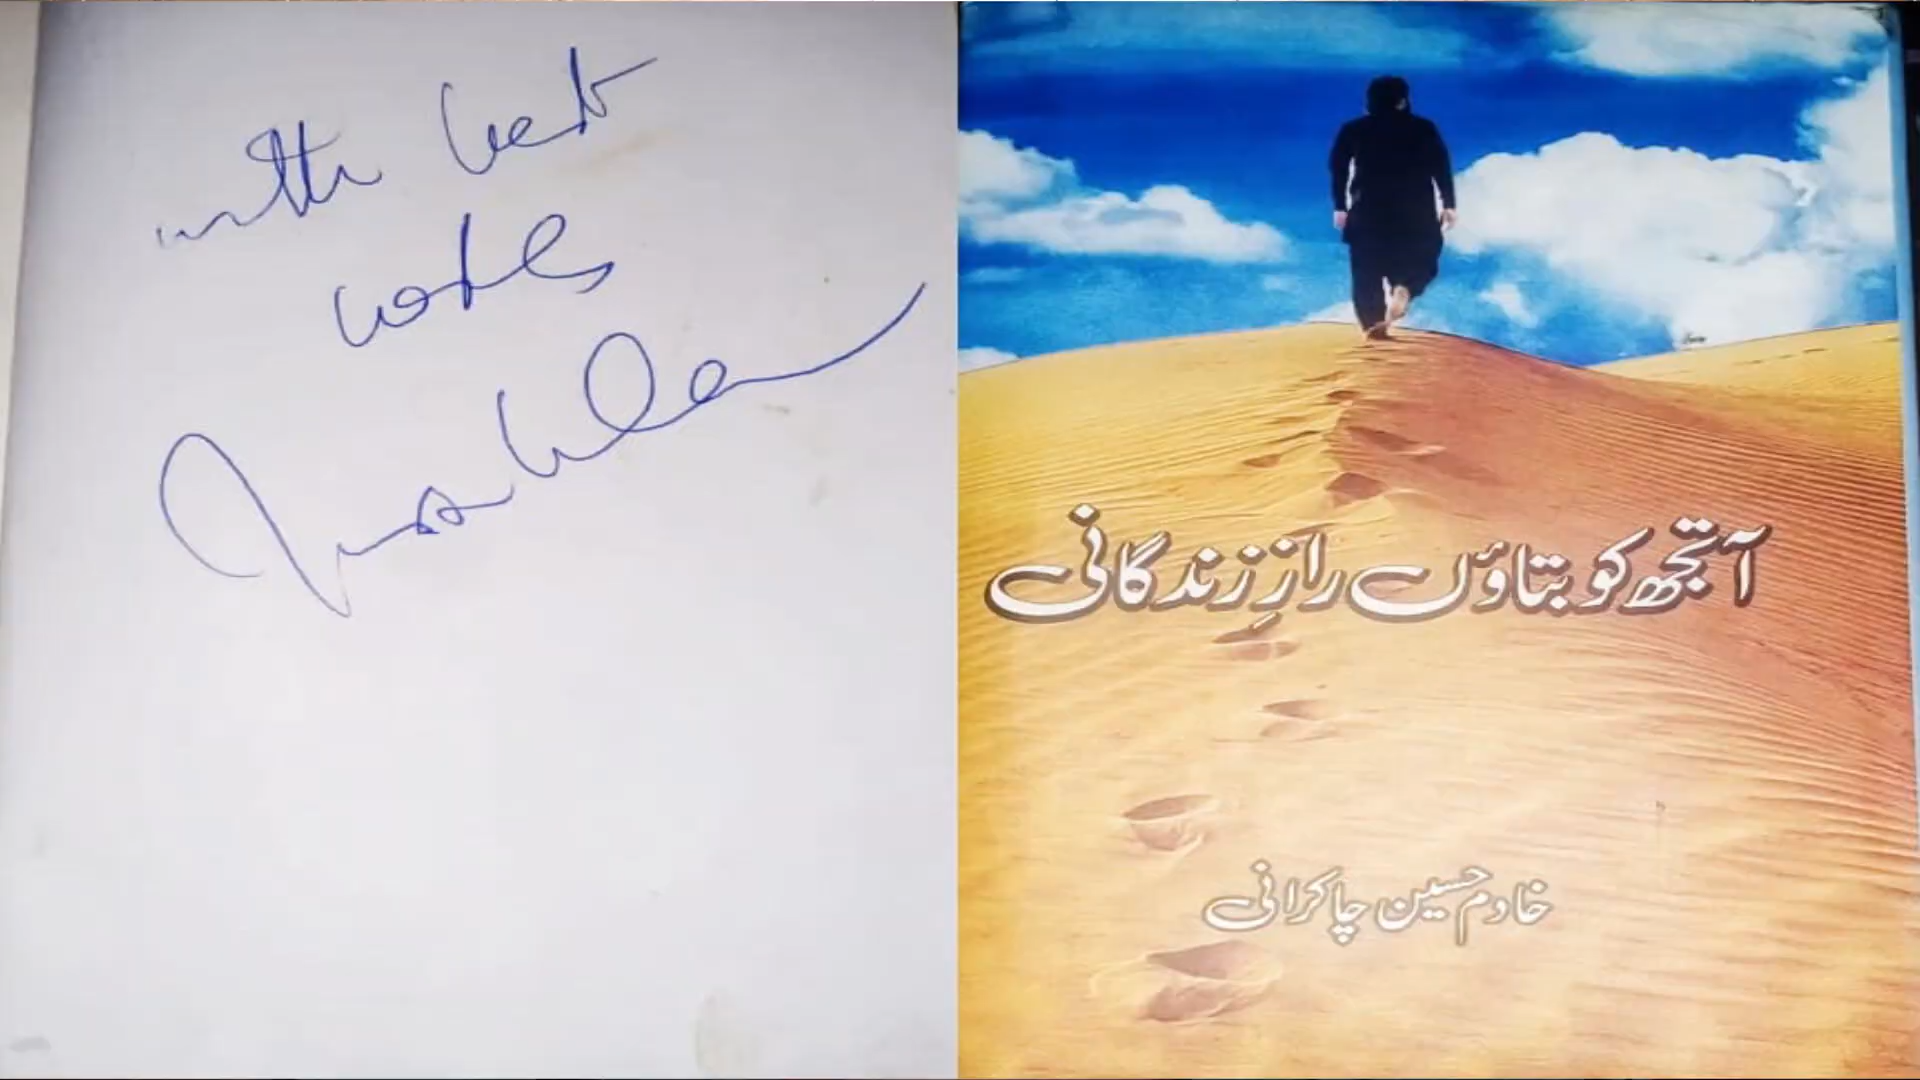 with best
wishes
آ تجھ کو بتاؤں رازِ زندگانی
خادم حسین چاکرانی